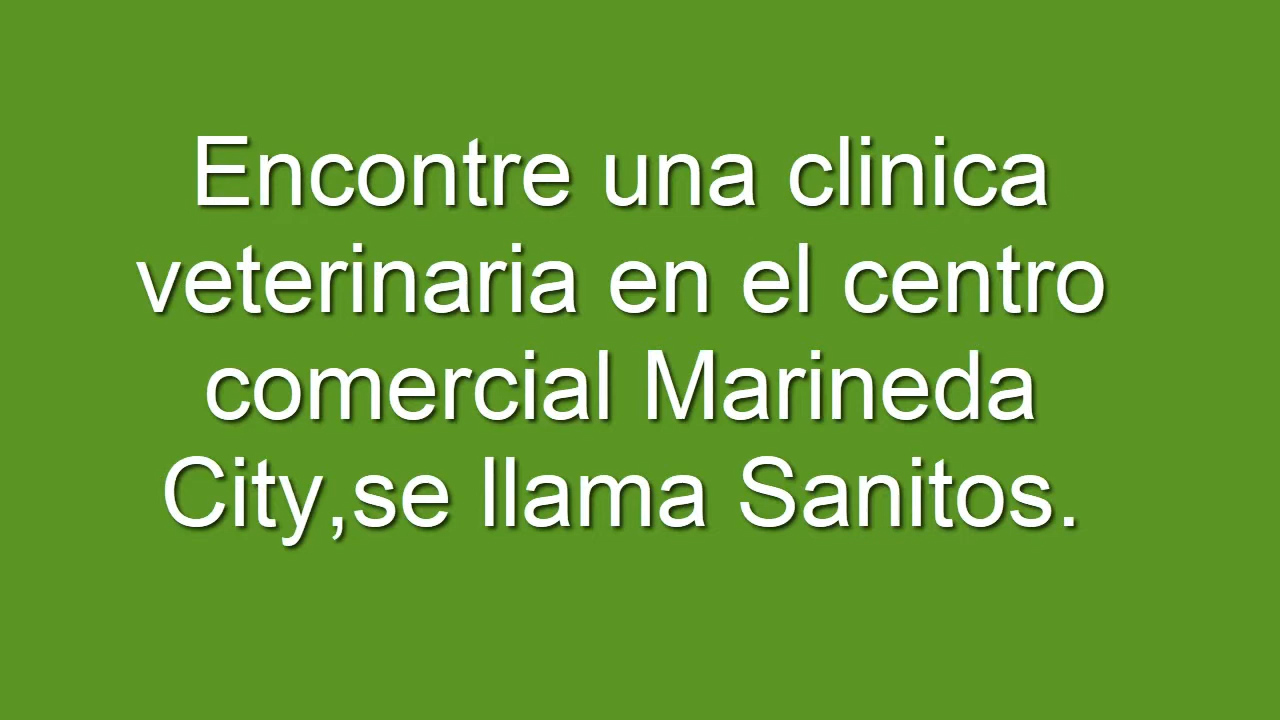 Encontre una clinica
veterinaria en el centro
comercial Marineda
City,se llama Sanitos.